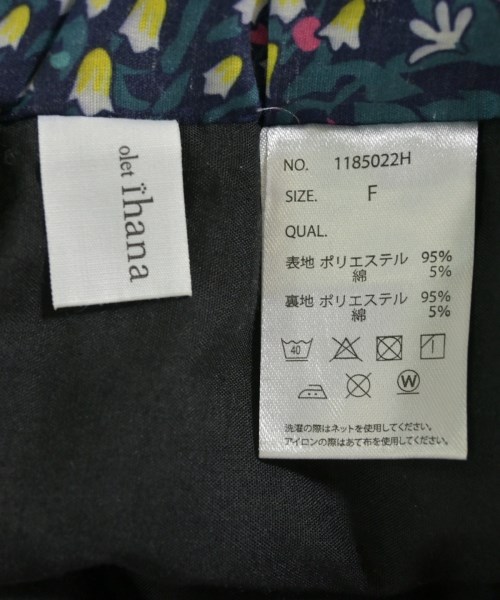 olet
ihana
NO. 1185022H
SIZE. F
QUAL.
表地 ポリエステル 95%
綿 5%
裏地 ポリエステル 95%
綿 5%
40
W
洗濯の際はネットを使用してください。
アイロンの際はあて布を使用してください。